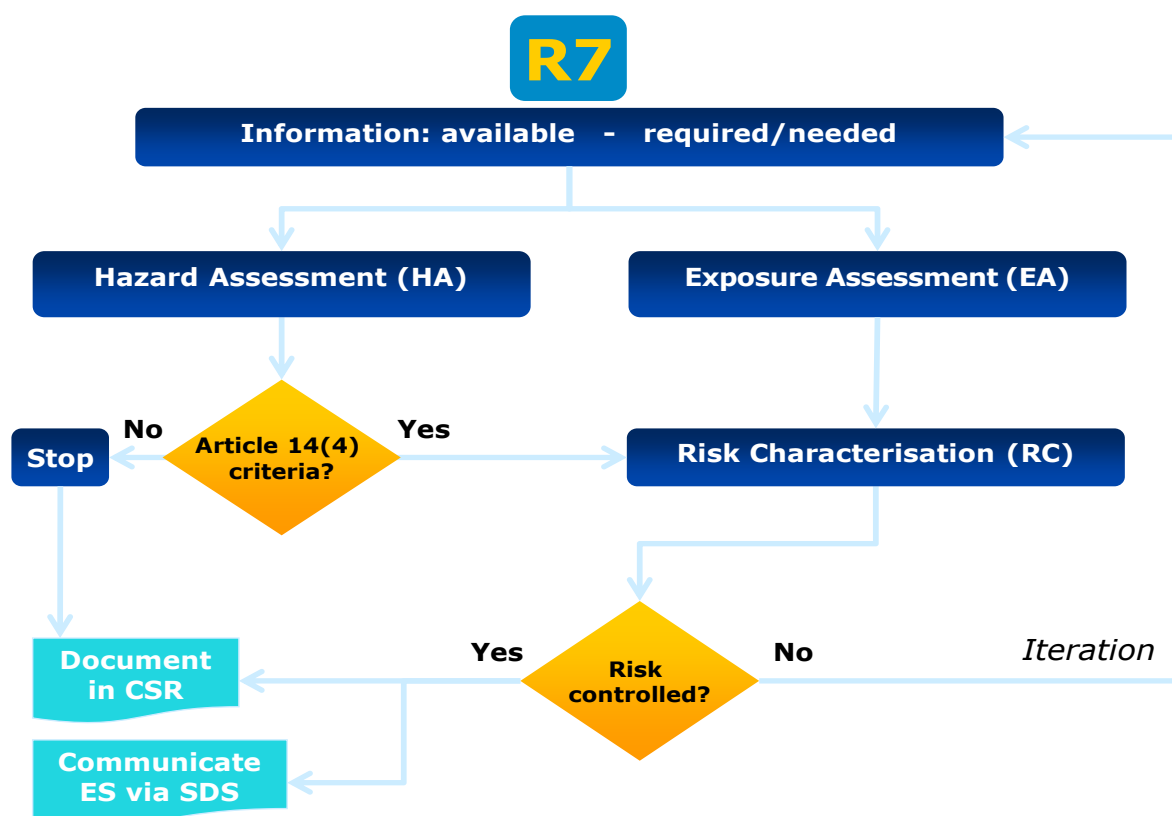 R7
Information: available - required/needed
Hazard Assessment (HA)
Exposure Assessment (EA)
No
Article 14(4)
criteria?
Yes
Stop
Risk Characterisation (RC)
Document
in CSR
Yes
Risk
controlled?
No
Iteration
Communicate
ES via SDS